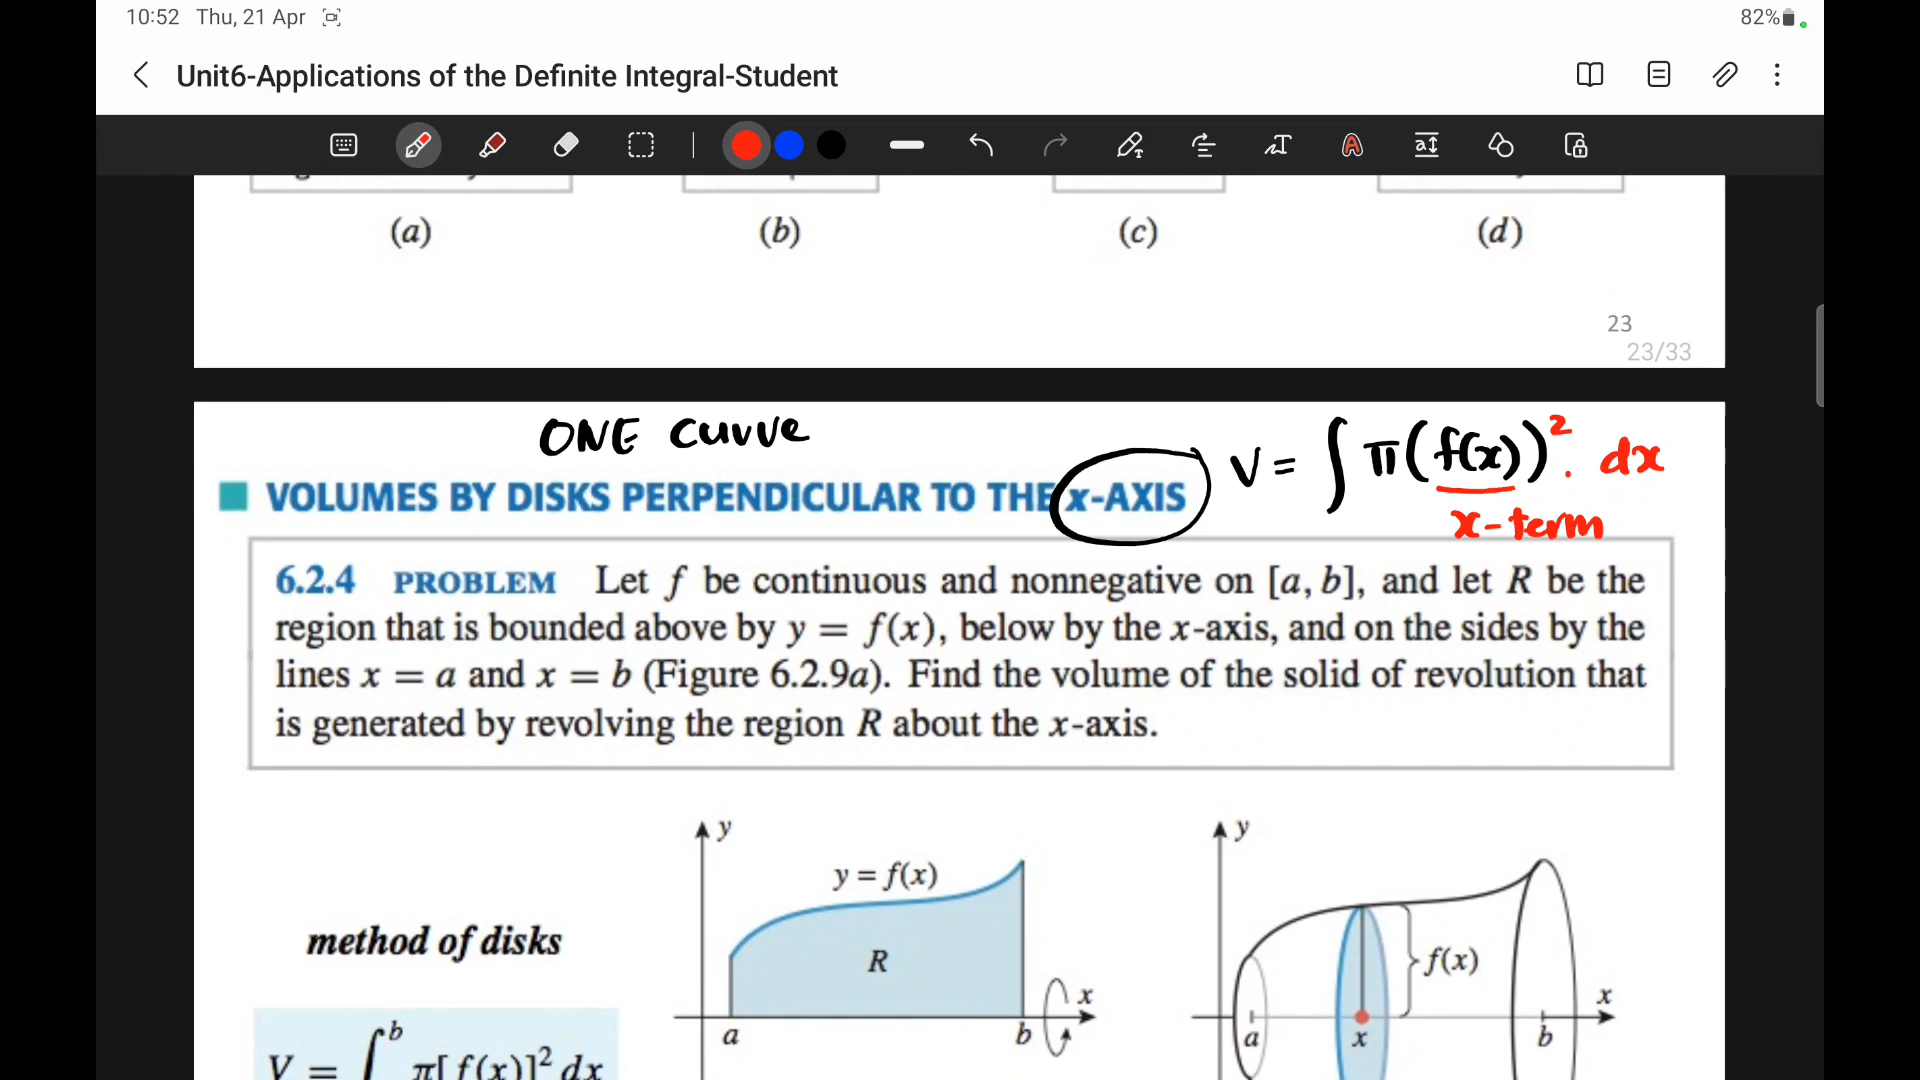 10:52 Thu, 21 Apr
82%
Unit6-Applications of the Definite Integral-Student
(a) (b) (c) (d)
23
23/33
ONE curve
V = ∫ π(f(x))². dx
x-term
VOLUMES BY DISKS PERPENDICULAR TO THE x-AXIS
6.2.4 PROBLEM Let f be continuous and nonnegative on [a, b], and let R be the
region that is bounded above by y = f(x), below by the x-axis, and on the sides by the
lines x = a and x = b (Figure 6.2.9a). Find the volume of the solid of revolution that
is generated by revolving the region R about the x-axis.
method of disks
V = ∫ b π[f(x)]² dx
y
y = f(x)
R
x
a b
y
f(x)
x
a x b